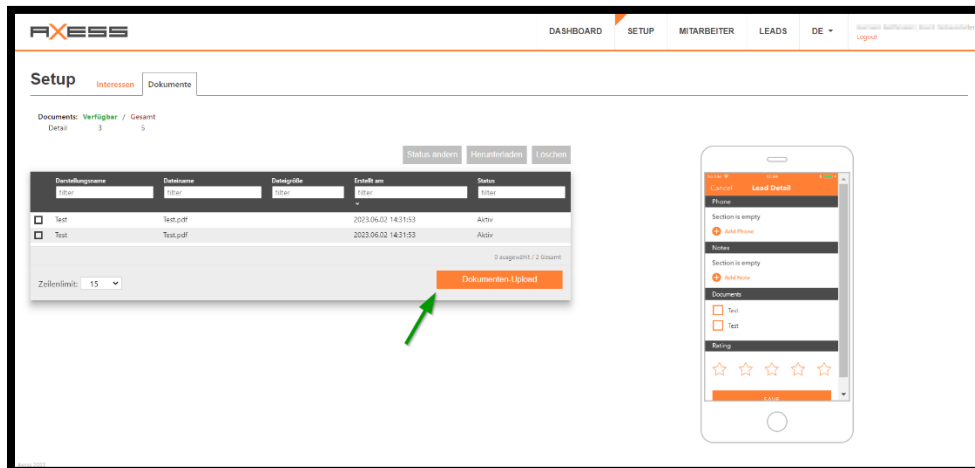 AXESS
DASHBOARD SETUP MITARBEITER LEADS DE
Logout
Setup Interessen Dokumente
Documents: Verfügbar / Gesamt
Detail 3 5
Status ändern Herunterladen Löschen
Darstellungsname Dateiname Dateigröße Erstellt am Status
filter filter filter filter filter
Test Test.pdf 2023.06.02 14:31:53 Aktiv
Test Test.pdf 2023.06.02 14:31:53 Aktiv
0 ausgewählt / 2 Gesamt
Zeilenlimit: 15
Dokumenten-Upload
Cancel Lead Detail
Phone
Section is empty
Add Phone
Notes
Section is empty
Add Note
Documents
Test
Test
Rating
SAVE